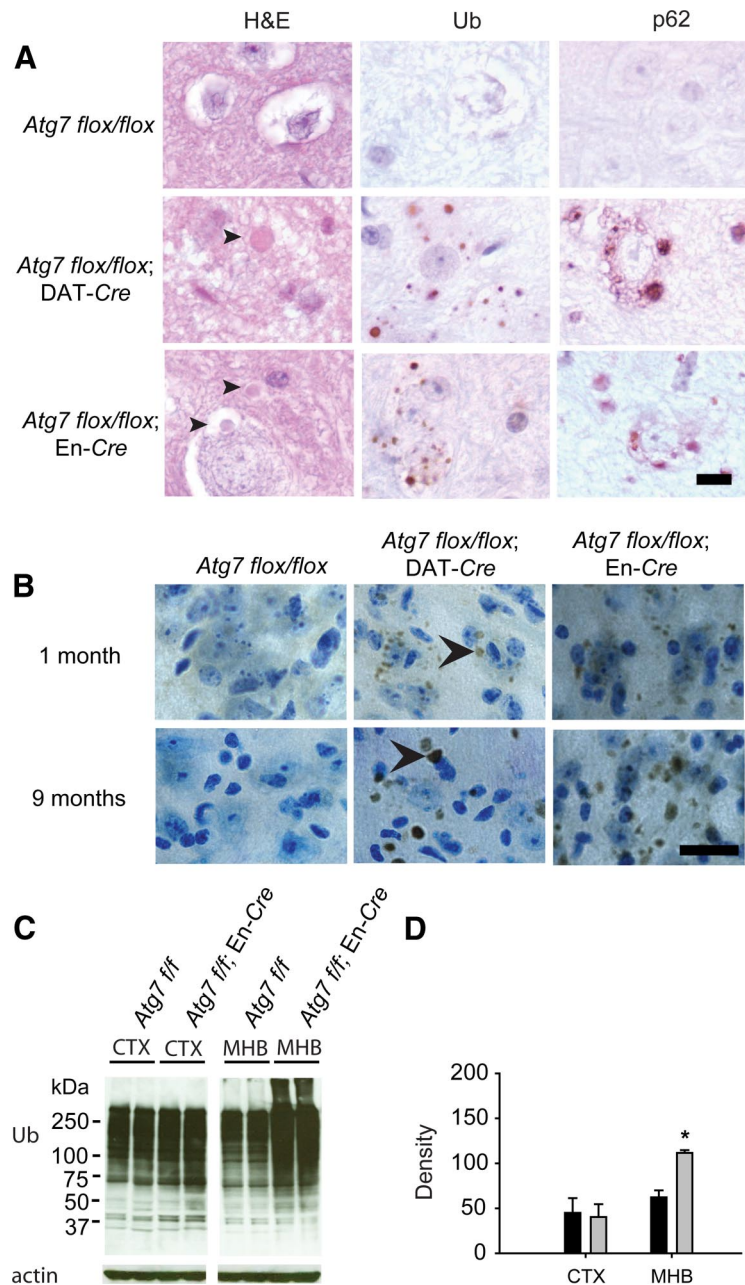 H&E Ub p62
A
Atg7 flox/flox
Atg7 flox/flox;
DAT-Cre
Atg7 flox/flox;
En-Cre
B
Atg7 flox/flox
Atg7 flox/flox;
DAT-Cre
Atg7 flox/flox;
En-Cre
1 month
9 months
C
Atg7 f/f
Atg7 f/f; En-Cre
Atg7 f/f
Atg7 f/f; En-Cre
CTX CTX MHB MHB
kDa
Ub
250
100
75
50
37
actin
D
Density
200
150
100
50
0
*
CTX MHB